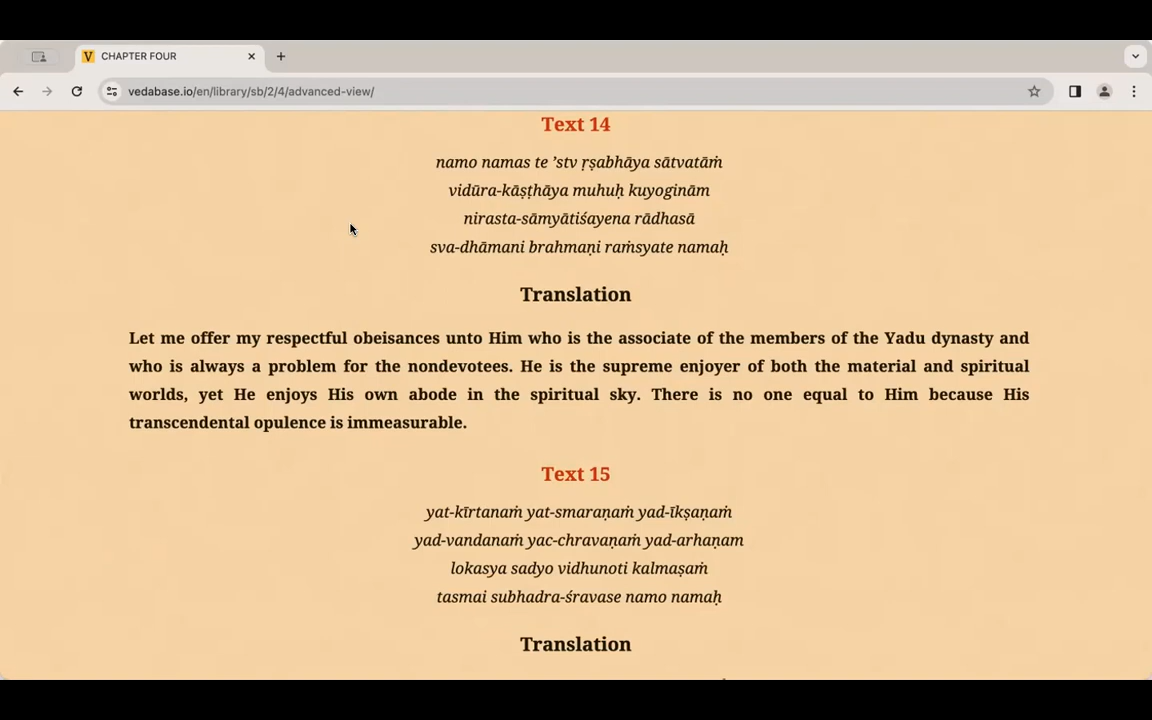 CHAPTER FOUR
vedabase.io/en/library/sb/2/4/advanced-view/
Text 14
namo namas te ’stv ṛṣabhāya sātvatāṁ
vidūra-kāṣṭhāya muhuḥ kuyoginām
nirasta-sāmyātiśayena rādhasā
sva-dhāmani brahmaṇi raṁsyate namaḥ
Translation
Let me offer my respectful obeisances unto Him who is the associate of the members of the Yadu dynasty and
who is always a problem for the nondevotees. He is the supreme enjoyer of both the material and spiritual
worlds, yet He enjoys His own abode in the spiritual sky. There is no one equal to Him because His
transcendental opulence is immeasurable.
Text 15
yat-kīrtanaṁ yat-smaraṇaṁ yad-īkṣaṇaṁ
yad-vandanaṁ yac-chravaṇaṁ yad-arhaṇam
lokasya sadyo vidhunoti kalmaṣaṁ
tasmai subhadra-śravase namo namaḥ
Translation